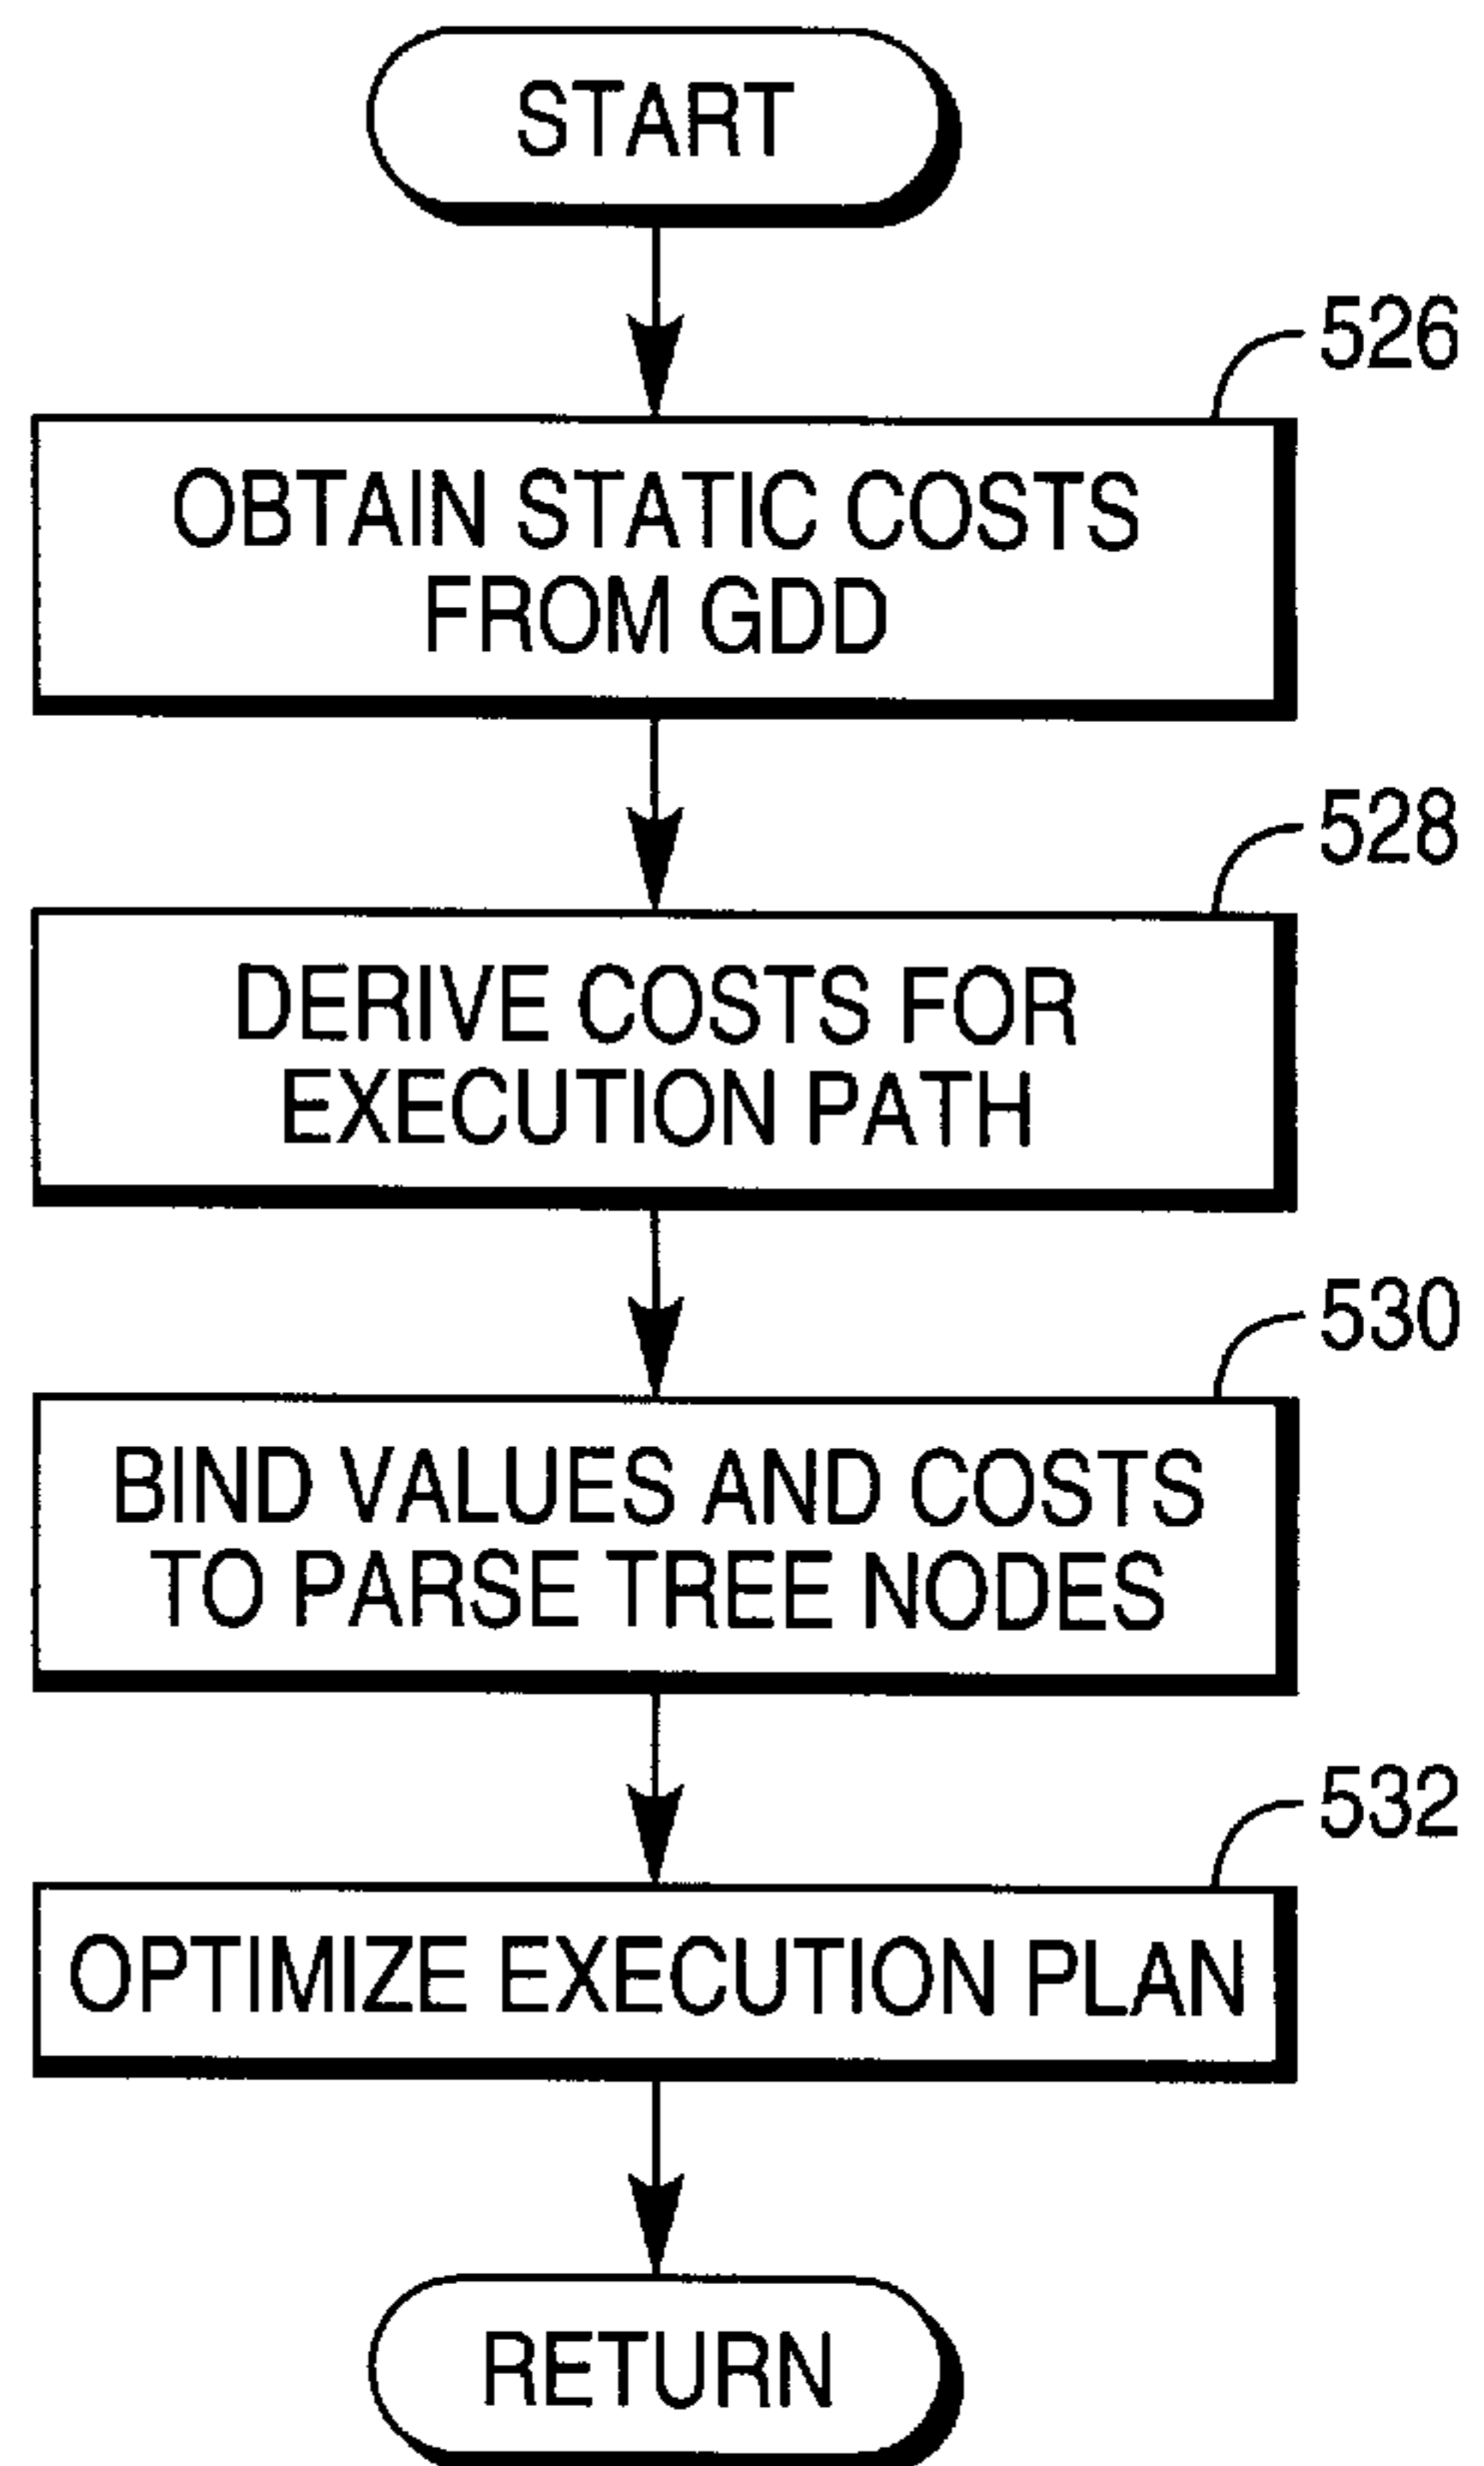 START
526
OBTAIN STATIC COSTS
FROM GDD
528
DERIVE COSTS FOR
EXECUTION PATH
530
BIND VALUES AND COSTS
TO PARSE TREE NODES
532
OPTIMIZE EXECUTION PLAN
RETURN